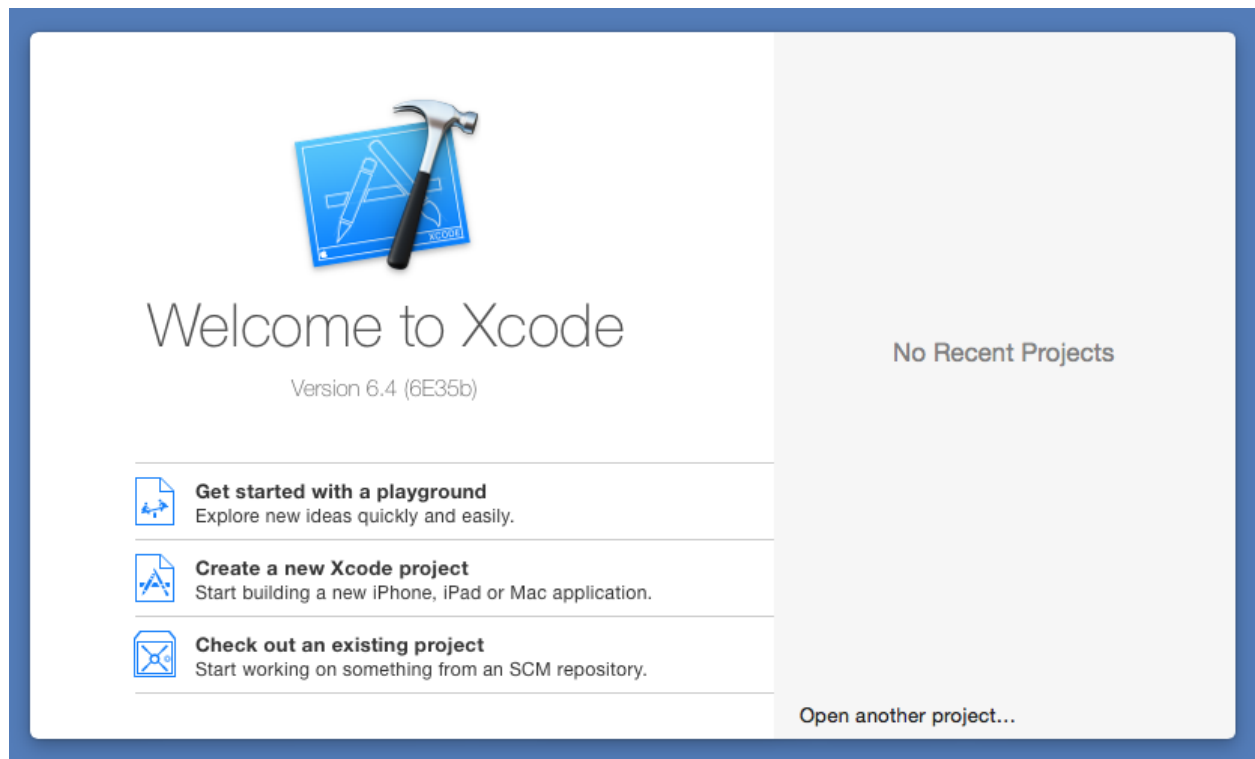 XCODE
Welcome to Xcode
Version 6.4 (6E35b)
Get started with a playground
Explore new ideas quickly and easily.
Create a new Xcode project
Start building a new iPhone, iPad or Mac application.
Check out an existing project
Start working on something from an SCM repository.
No Recent Projects
Open another project...